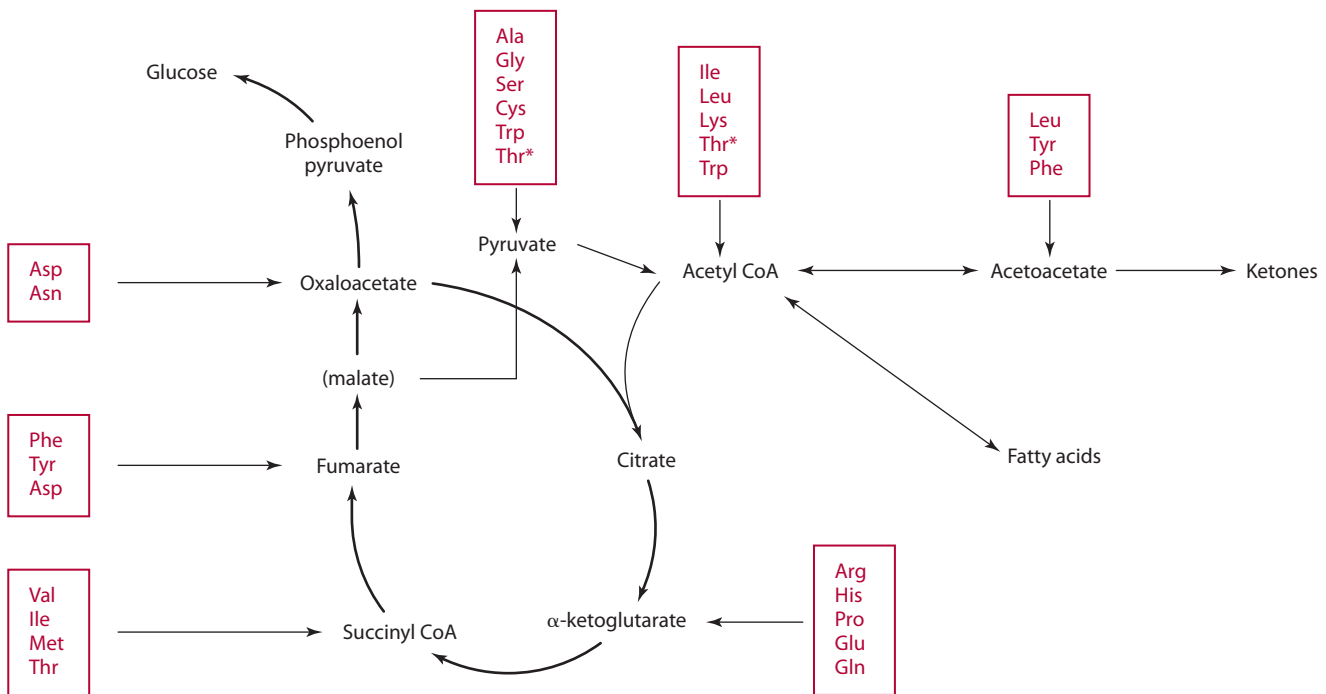 Glucose
Phosphoenol
pyruvate
Ala
Gly
Ser
Cys
Trp
Thr*
Ile
Leu
Lys
Thr*
Trp
Leu
Tyr
Phe
Pyruvate
Asp
Asn
Oxaloacetate
Acetyl CoA
Acetoacetate
Ketones
(malate)
Phe
Tyr
Asp
Fumarate
Citrate
Fatty acids
Val
Ile
Met
Thr
Succinyl CoA
α-ketoglutarate
Arg
His
Pro
Glu
Gln